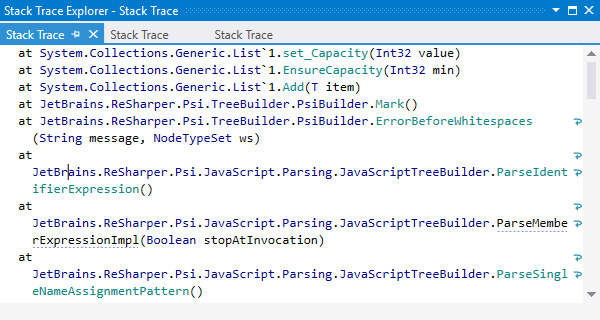 Stack Trace Explorer - Stack Trace
Stack Trace Stack Trace Stack Trace
at System.Collections.Generic.List`1.set_Capacity(Int32 value)
at System.Collections.Generic.List`1.EnsureCapacity(Int32 min)
at System.Collections.Generic.List`1.Add(T item)
at JetBrains.ReSharper.Psi.TreeBuilder.PsiBuilder.Mark()
at JetBrains.ReSharper.Psi.TreeBuilder.PsiBuilder.ErrorBeforeWhitespaces
(String message, NodeTypeSet ws)
at
JetBrains.ReSharper.Psi.JavaScript.Parsing.JavaScriptTreeBuilder.ParseIdent
ifierExpression()
at
JetBrains.ReSharper.Psi.JavaScript.Parsing.JavaScriptTreeBuilder.ParseMembe
rExpressionImpl(Boolean stopAtInvocation)
at
JetBrains.ReSharper.Psi.JavaScript.Parsing.JavaScriptTreeBuilder.ParseSingl
eNameAssignmentPattern()